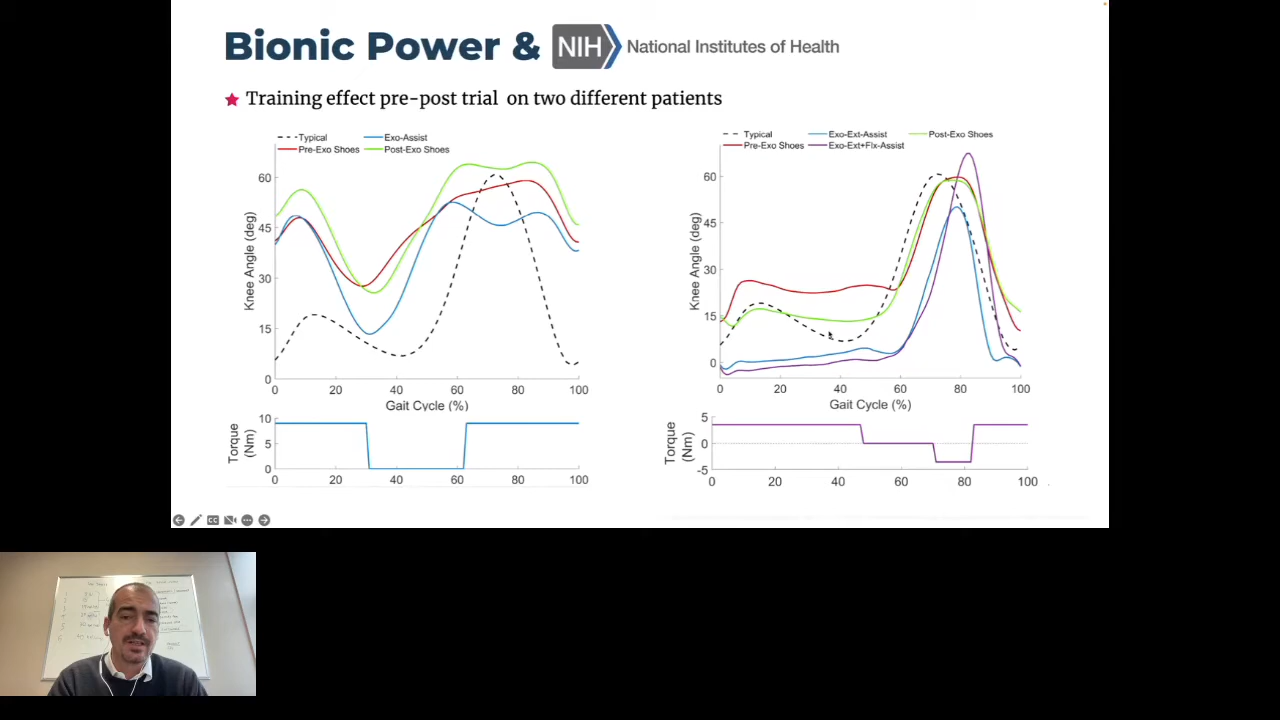 Bionic Power & NIH National Institutes of Health
★ Training effect pre-post trial on two different patients
Typical Exo-Assist
Pre-Exo Shoes Post-Exo Shoes
60
45
30
15
0
Knee Angle (deg)
0 20 40 60 80 100
Gait Cycle (%)
10
5
0
Torque
(Nm)
0 20 40 60 80 100
Typical Exo-Ext-Assist Post-Exo Shoes
Pre-Exo Shoes Exo-Ext+Flx-Assist
60
45
30
15
0
Knee Angle (deg)
0 20 40 60 80 100
Gait Cycle (%)
5
0
-5
Torque
(Nm)
0 20 40 60 80 100
CC